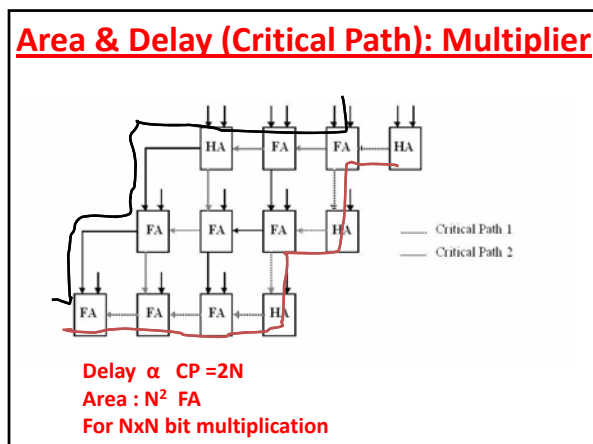 Area & Delay (Critical Path): Multiplier
HA FA FA HA
FA FA FA HA
Critical Path 1
Critical Path 2
FA FA FA HA
Delay α CP =2N
Area : N² FA
For NxN bit multiplication